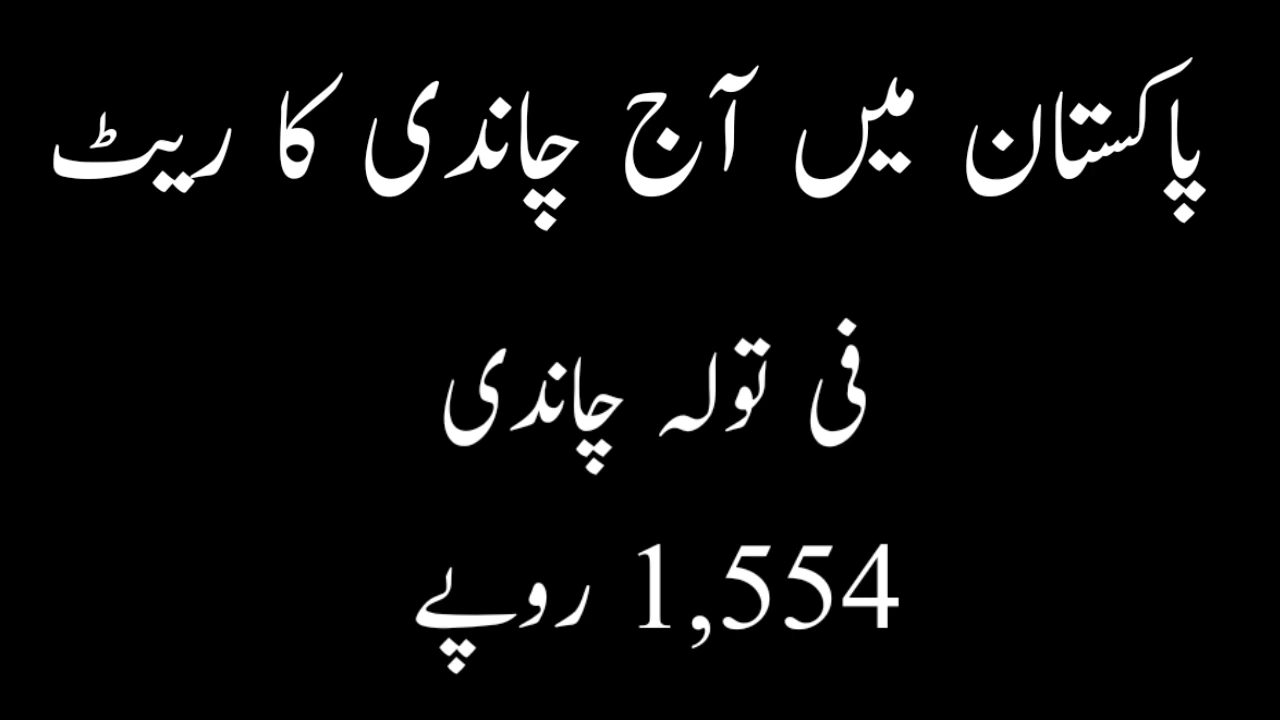 پاکستان میں آج چاندی کا ریٹ
فی تولہ چاندی
1,554 روپے